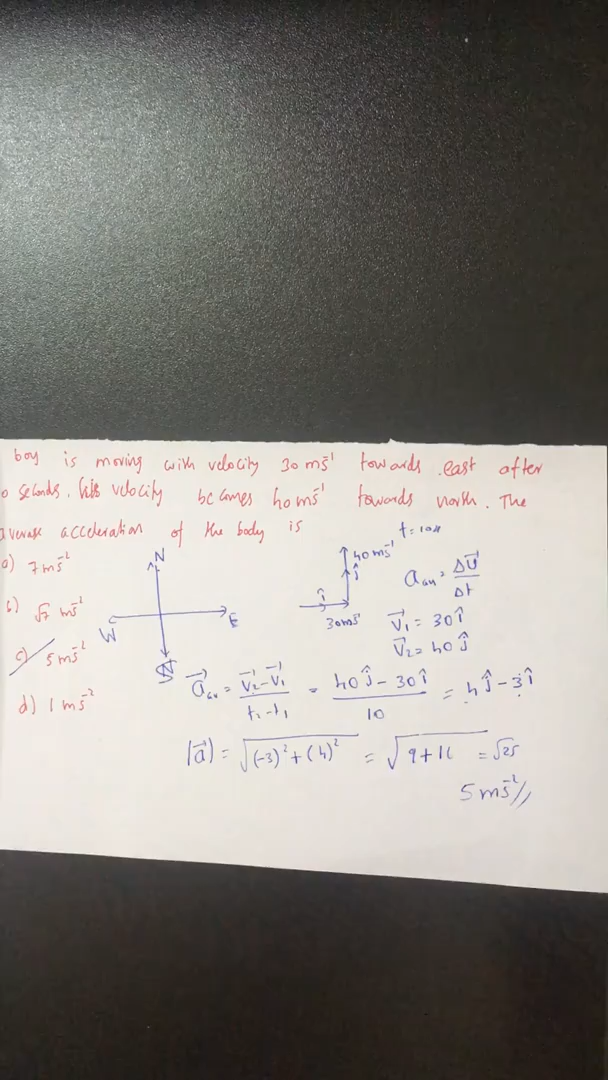 boy is moving with velocity 30 ms⁻¹ towards east after
0 seconds. his velocity becomes 40 ms⁻¹ towards north. The
average acceleration of the body is
a) 7 ms⁻²
b) √7 ms⁻²
c) 5 ms⁻²
d) 1 ms⁻²
N
W
E
S
t = 10s
40 ms⁻¹
ĵ
î
30 ms⁻¹
a_av = Δv⃗/Δt
v⃗₁ = 30 î
v⃗₂ = 40 ĵ
a⃗_av = (v⃗₂ - v⃗₁)/(t₂ - t₁) = (40 ĵ - 30 î)/10 = 4 ĵ - 3 î
|a⃗| = √((-3)² + (4)²) = √(9+16) = √25
5 ms⁻²//